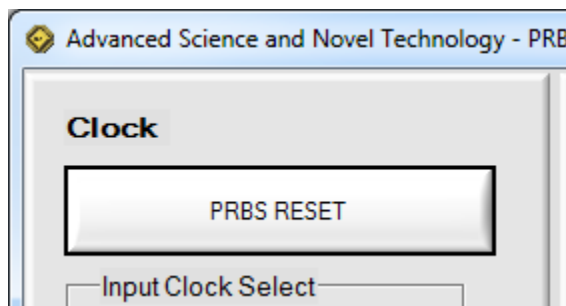 Advanced Science and Novel Technology - PRB
Clock
PRBS RESET
Input Clock Select